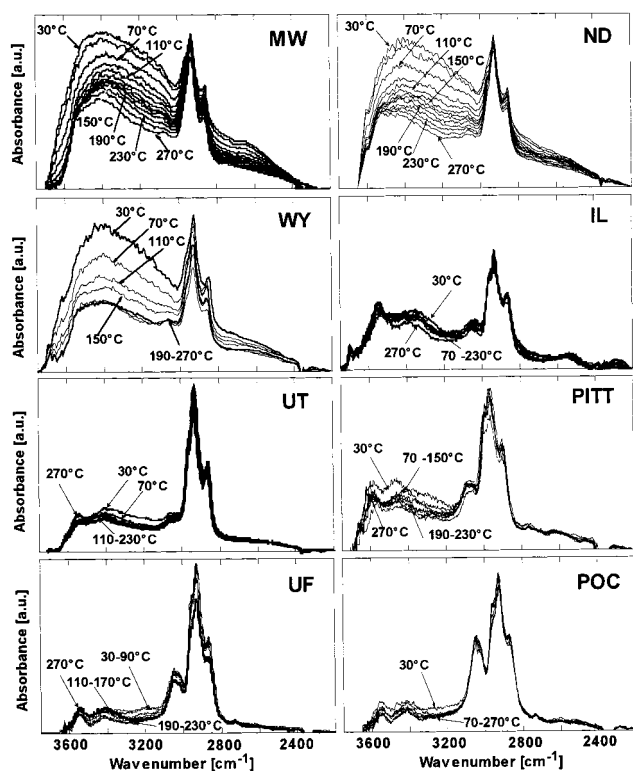 Absorbance [a.u.]
30°C
70°C
110°C
MW
150°C
190°C
230°C
270°C
30°C
70°C
ND
110°C
150°C
190°C
230°C
270°C
Absorbance [a.u.]
30°C
WY
70°C
110°C
150°C
190-270°C
IL
30°C
270°C
70 -230°C
Absorbance [a.u.]
UT
270°C
30°C
70°C
110-230°C
PITT
30°C
70 -150°C
270°C
190-230°C
Absorbance [a.u.]
UF
270°C
30-90°C
110-170°C
190-230°C
POC
30°C
70-270°C
3600 3200 2800 2400
3600 3200 2800 2400
Wavenumber [cm⁻¹]
Wavenumber [cm⁻¹]